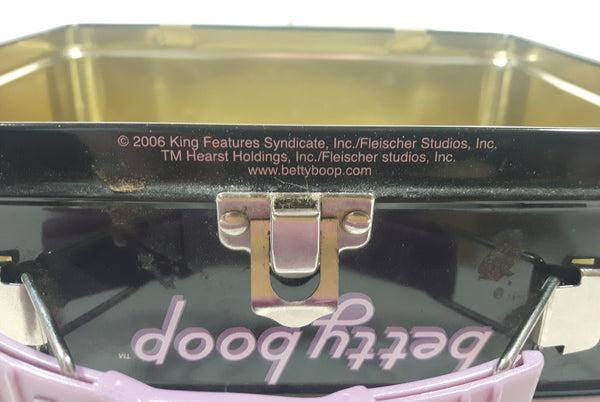 © 2006 King Features Syndicate, Inc./Fleischer Studios, Inc.
TM Hearst Holdings, Inc./Fleischer studios, Inc.
www.bettyboop.com
betty boop™